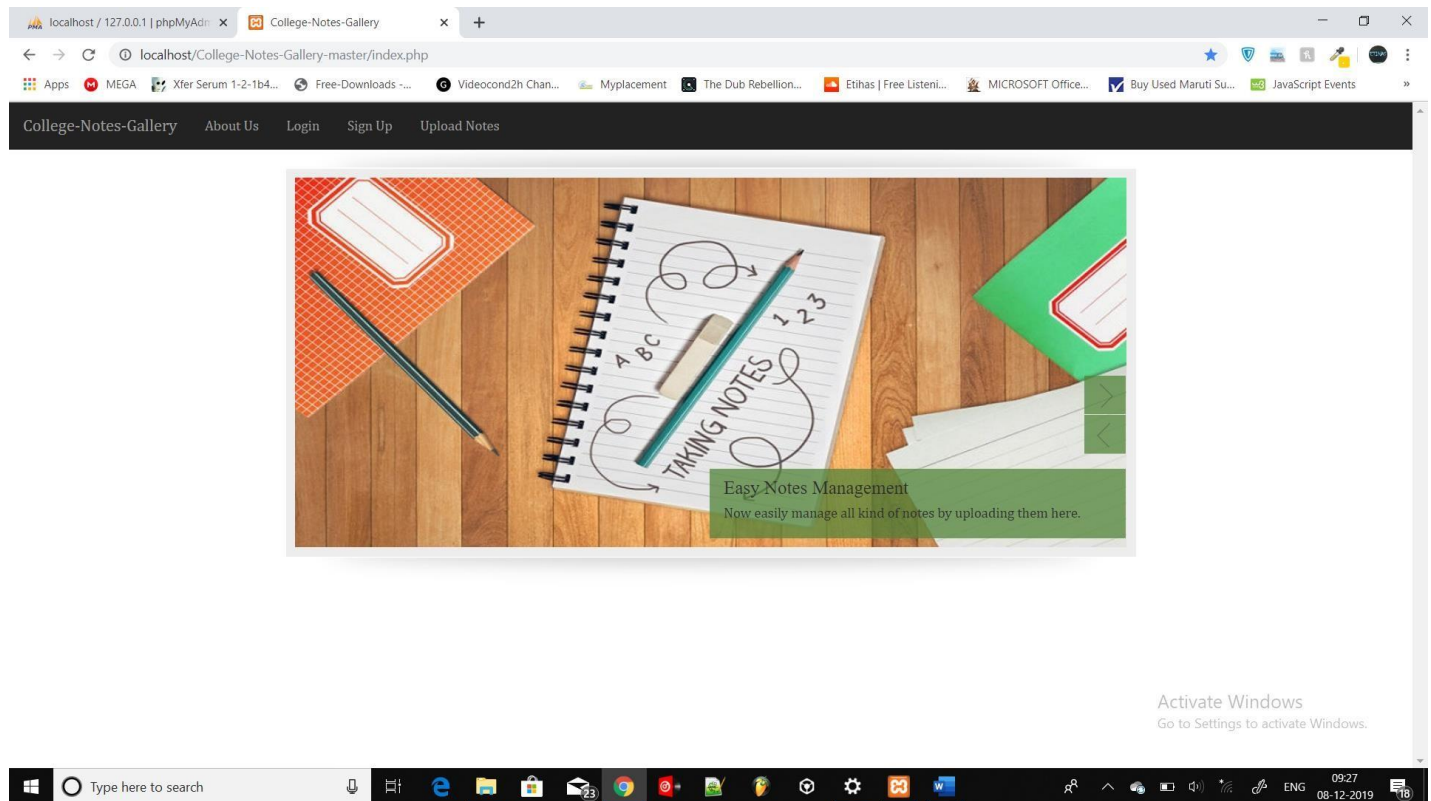 localhost / 127.0.0.1 | phpMyAdm
College-Notes-Gallery
localhost/College-Notes-Gallery-master/index.php
Apps
MEGA
Xfer Serum 1-2-1b4...
Free-Downloads -...
Videocond2h Chan...
Myplacement
The Dub Rebellion...
Etihas | Free Listeni...
MICROSOFT Office...
Buy Used Maruti Su...
JavaScript Events
»
College-Notes-Gallery
About Us
Login
Sign Up
Upload Notes
A BC
1 2 3
TAKING NOTES
Easy Notes Management
Now easily manage all kind of notes by uploading them here.
Activate Windows
Go to Settings to activate Windows.
Type here to search
23
ENG
09:27
08-12-2019
18